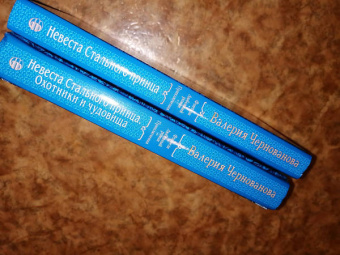 Невеста Стального принца
Валерия Чернованова
Невеста Стального принца.
Охотники и чудовища
Валерия Чернованова